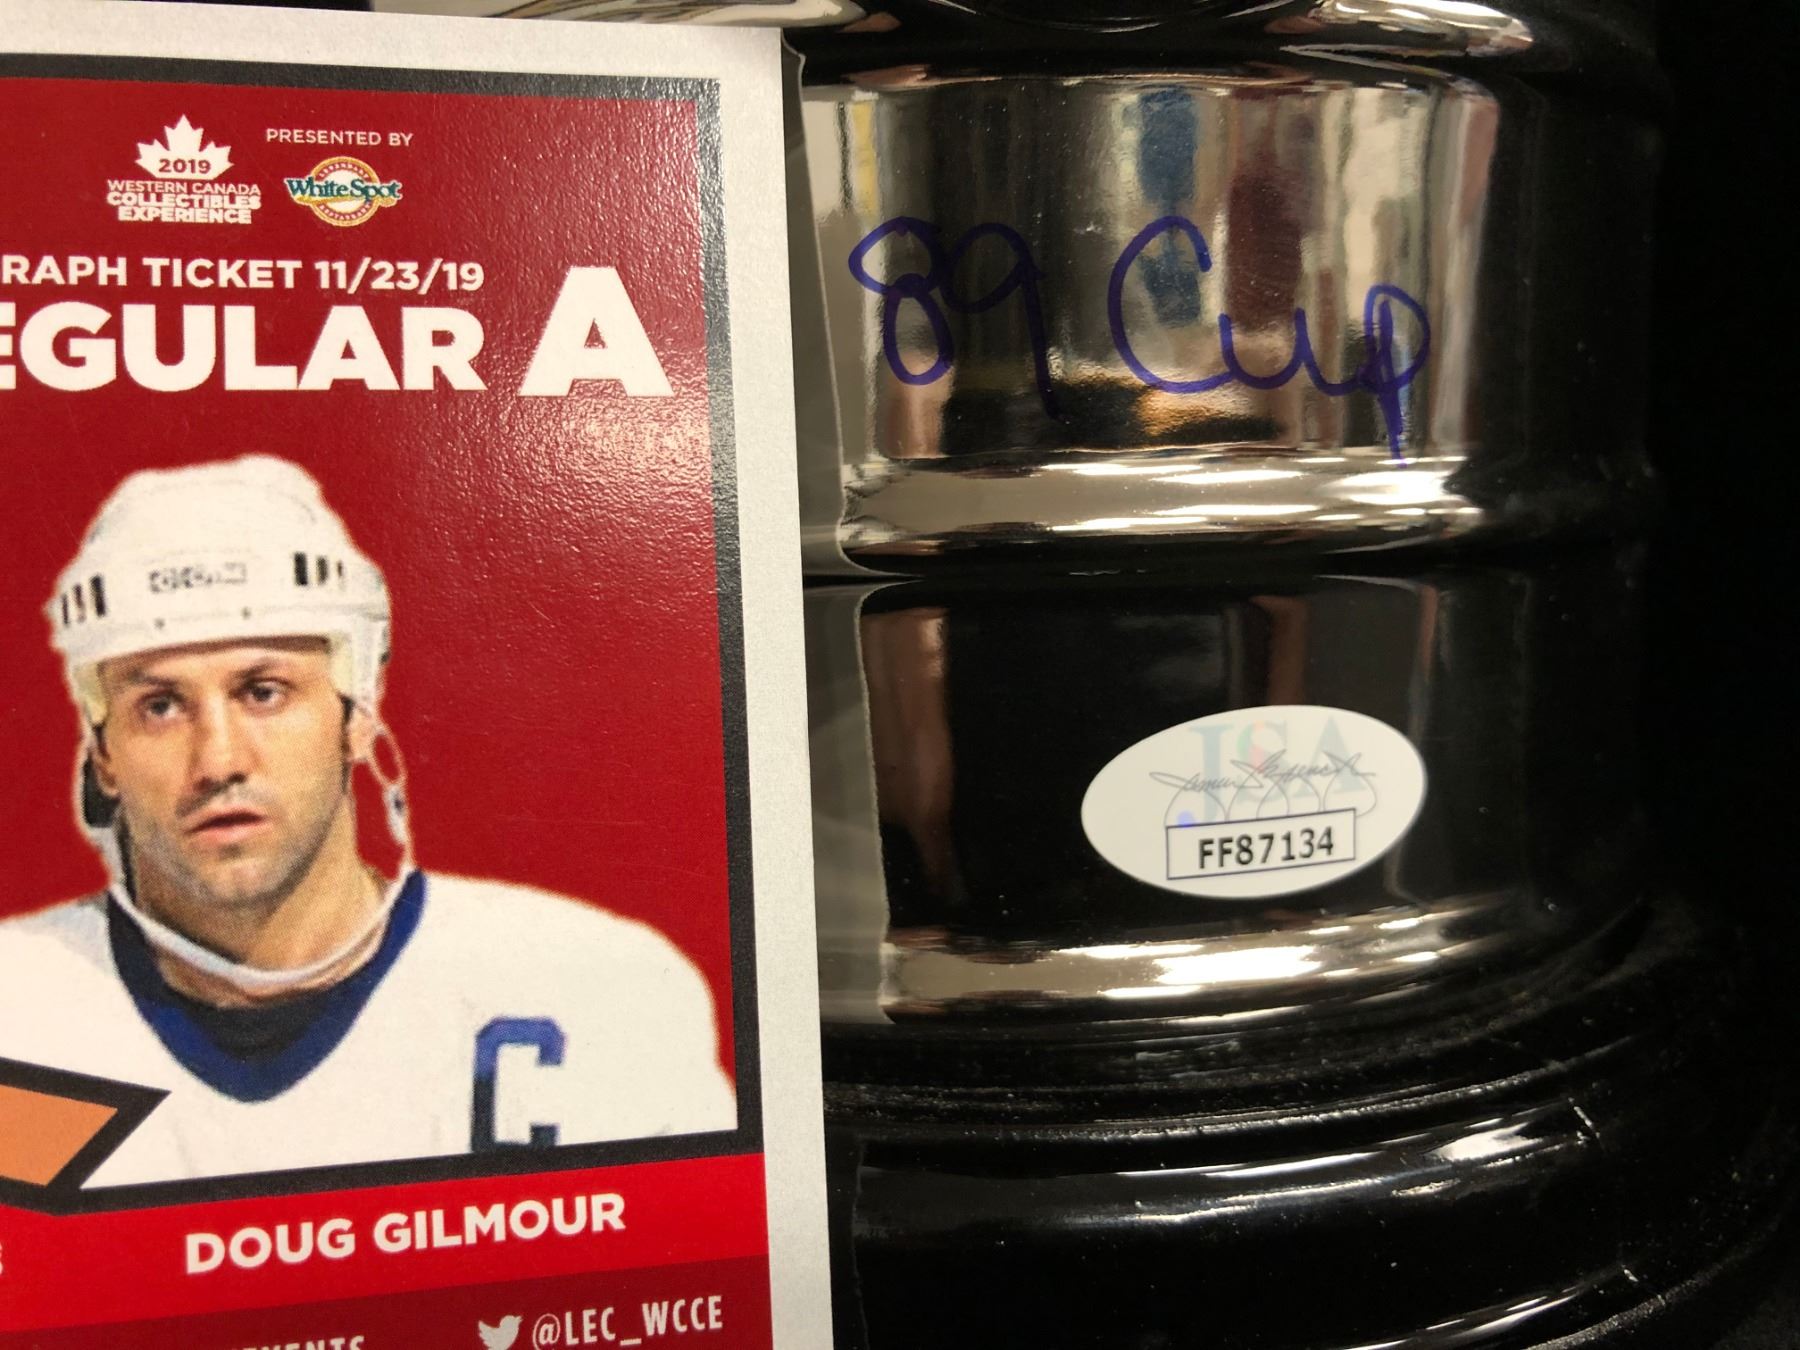 2019
WESTERN CANADA
COLLECTIBLES
EXPERIENCE
PRESENTED BY
White Spot
RAPH TICKET 11/23/19
EGULAR A
C
DOUG GILMOUR
EVENTS
@LEC_WCCE
89 Cup
JSA
FF87134